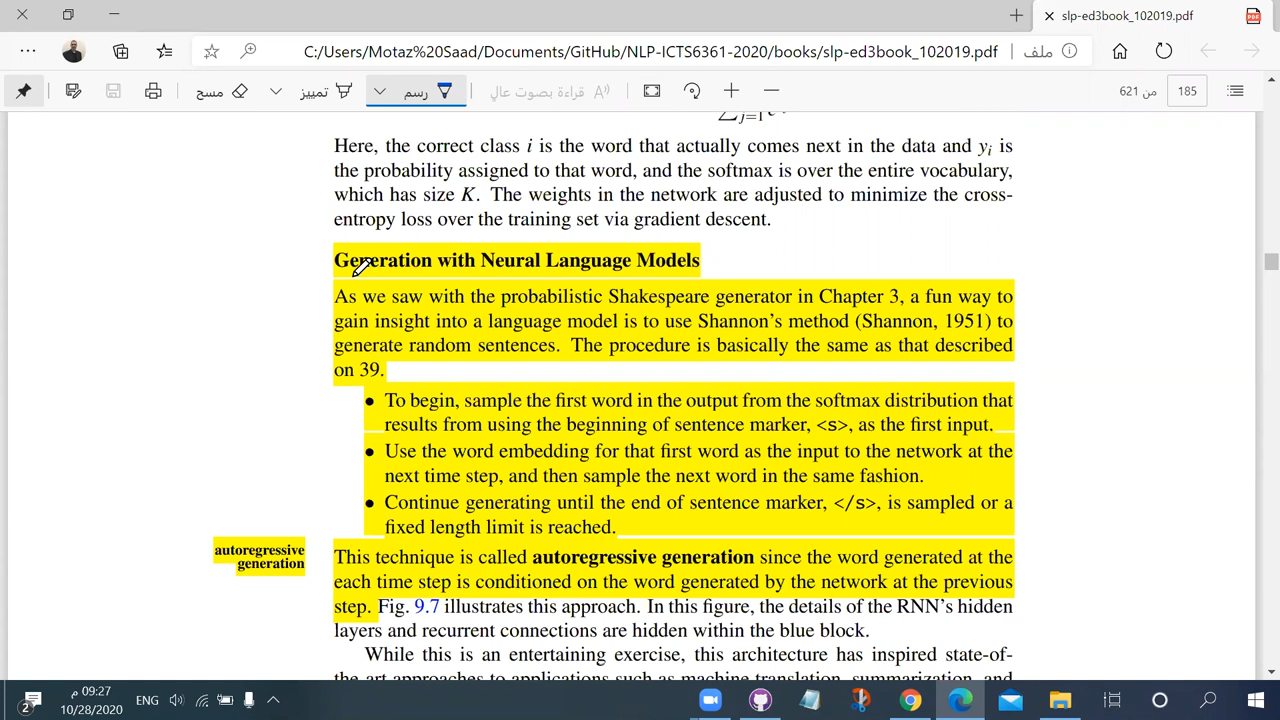 slp-ed3book_102019.pdf
C:/Users/Motaz%20Saad/Documents/GitHub/NLP-ICTS6361-2020/books/slp-ed3book_102019.pdf
ملف
مسح
تمييز
رسم
قراءة بصوت عالٍ
من 621
185
Here, the correct class i is the word that actually comes next in the data and yi is
the probability assigned to that word, and the softmax is over the entire vocabulary,
which has size K. The weights in the network are adjusted to minimize the cross-
entropy loss over the training set via gradient descent.
Generation with Neural Language Models
As we saw with the probabilistic Shakespeare generator in Chapter 3, a fun way to
gain insight into a language model is to use Shannon's method (Shannon, 1951) to
generate random sentences. The procedure is basically the same as that described
on 39.
• To begin, sample the first word in the output from the softmax distribution that
results from using the beginning of sentence marker, <s>, as the first input.
• Use the word embedding for that first word as the input to the network at the
next time step, and then sample the next word in the same fashion.
• Continue generating until the end of sentence marker, </s>, is sampled or a
fixed length limit is reached.
autoregressive
generation
This technique is called autoregressive generation since the word generated at the
each time step is conditioned on the word generated by the network at the previous
step. Fig. 9.7 illustrates this approach. In this figure, the details of the RNN's hidden
layers and recurrent connections are hidden within the blue block.
While this is an entertaining exercise, this architecture has inspired state-of-
the-art approaches to applications such as machine translation, summarization, and
09:27 م
10/28/2020
ENG
2